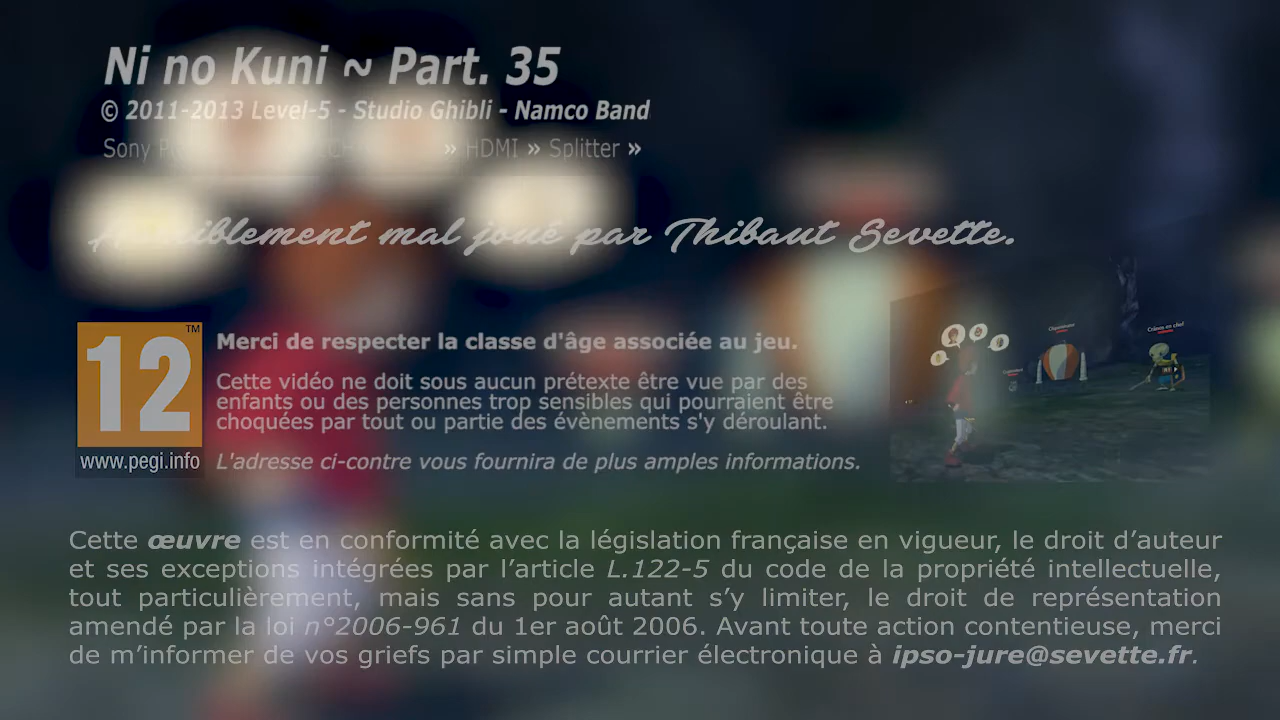 Ni no Kuni ~ Part. 35
© 2011-2013 Level-5 - Studio Ghibli - Namco Band
Sony » HDMI » Splitter »
mal joué par Thibaut Sevette.
12
TM
www.pegi.info
Merci de respecter la classe d'âge associée au jeu.
Cette vidéo ne doit sous aucun prétexte être vue par des
enfants ou des personnes trop sensibles qui pourraient être
choquées par tout ou partie des évènements s'y déroulant.
L'adresse ci-contre vous fournira de plus amples informations.
Crâne en chef
Cette œuvre est en conformité avec la législation française en vigueur, le droit d’auteur
et ses exceptions intégrées par l’article L.122-5 du code de la propriété intellectuelle,
tout particulièrement, mais sans pour autant s’y limiter, le droit de représentation
amendé par la loi n°2006-961 du 1er août 2006. Avant toute action contentieuse, merci
de m’informer de vos griefs par simple courrier électronique à ipso-jure@sevette.fr.